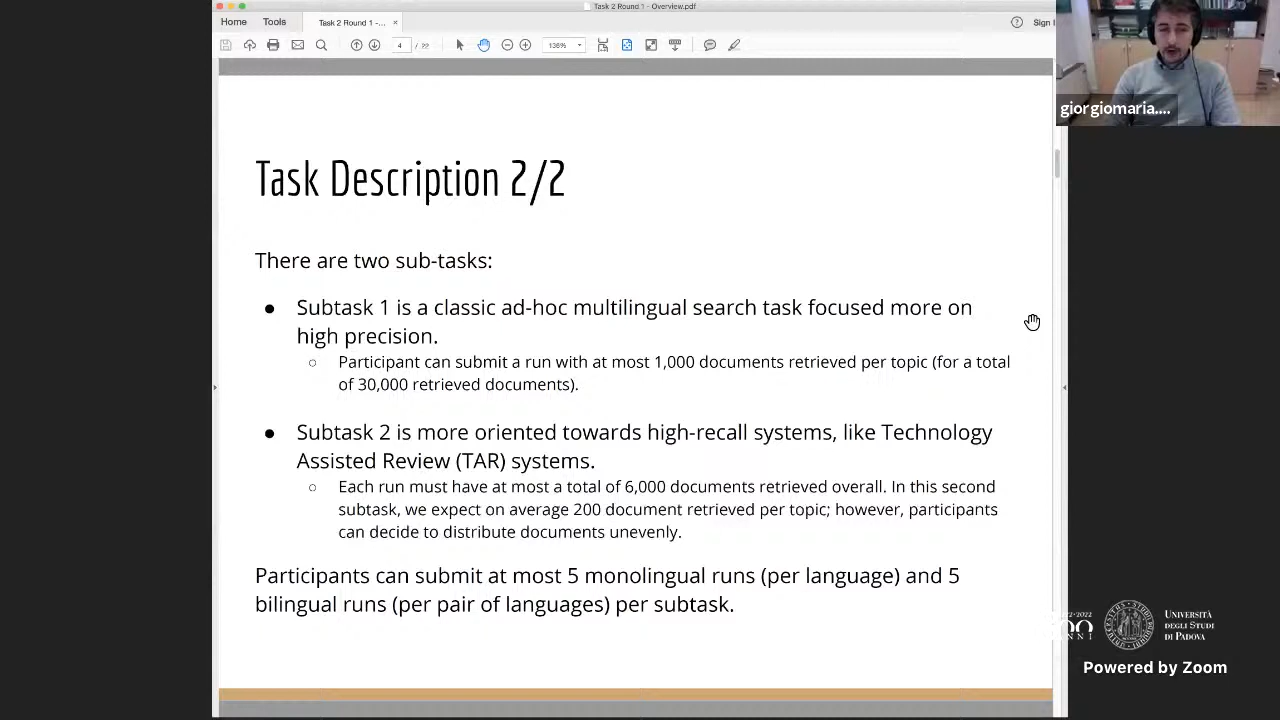 Task 2 Round 1 - Overview.pdf
Home Tools Task 2 Round 1 -... × Sign I
4 / 22 136%
giorgiomaria....
Task Description 2/2
There are two sub-tasks:
● Subtask 1 is a classic ad-hoc multilingual search task focused more on
high precision.
○ Participant can submit a run with at most 1,000 documents retrieved per topic (for a total
of 30,000 retrieved documents).
● Subtask 2 is more oriented towards high-recall systems, like Technology
Assisted Review (TAR) systems.
○ Each run must have at most a total of 6,000 documents retrieved overall. In this second
subtask, we expect on average 200 document retrieved per topic; however, participants
can decide to distribute documents unevenly.
Participants can submit at most 5 monolingual runs (per language) and 5
bilingual runs (per pair of languages) per subtask.
UNIVERSITÀ
DEGLI STUDI
DI PADOVA
Powered by Zoom